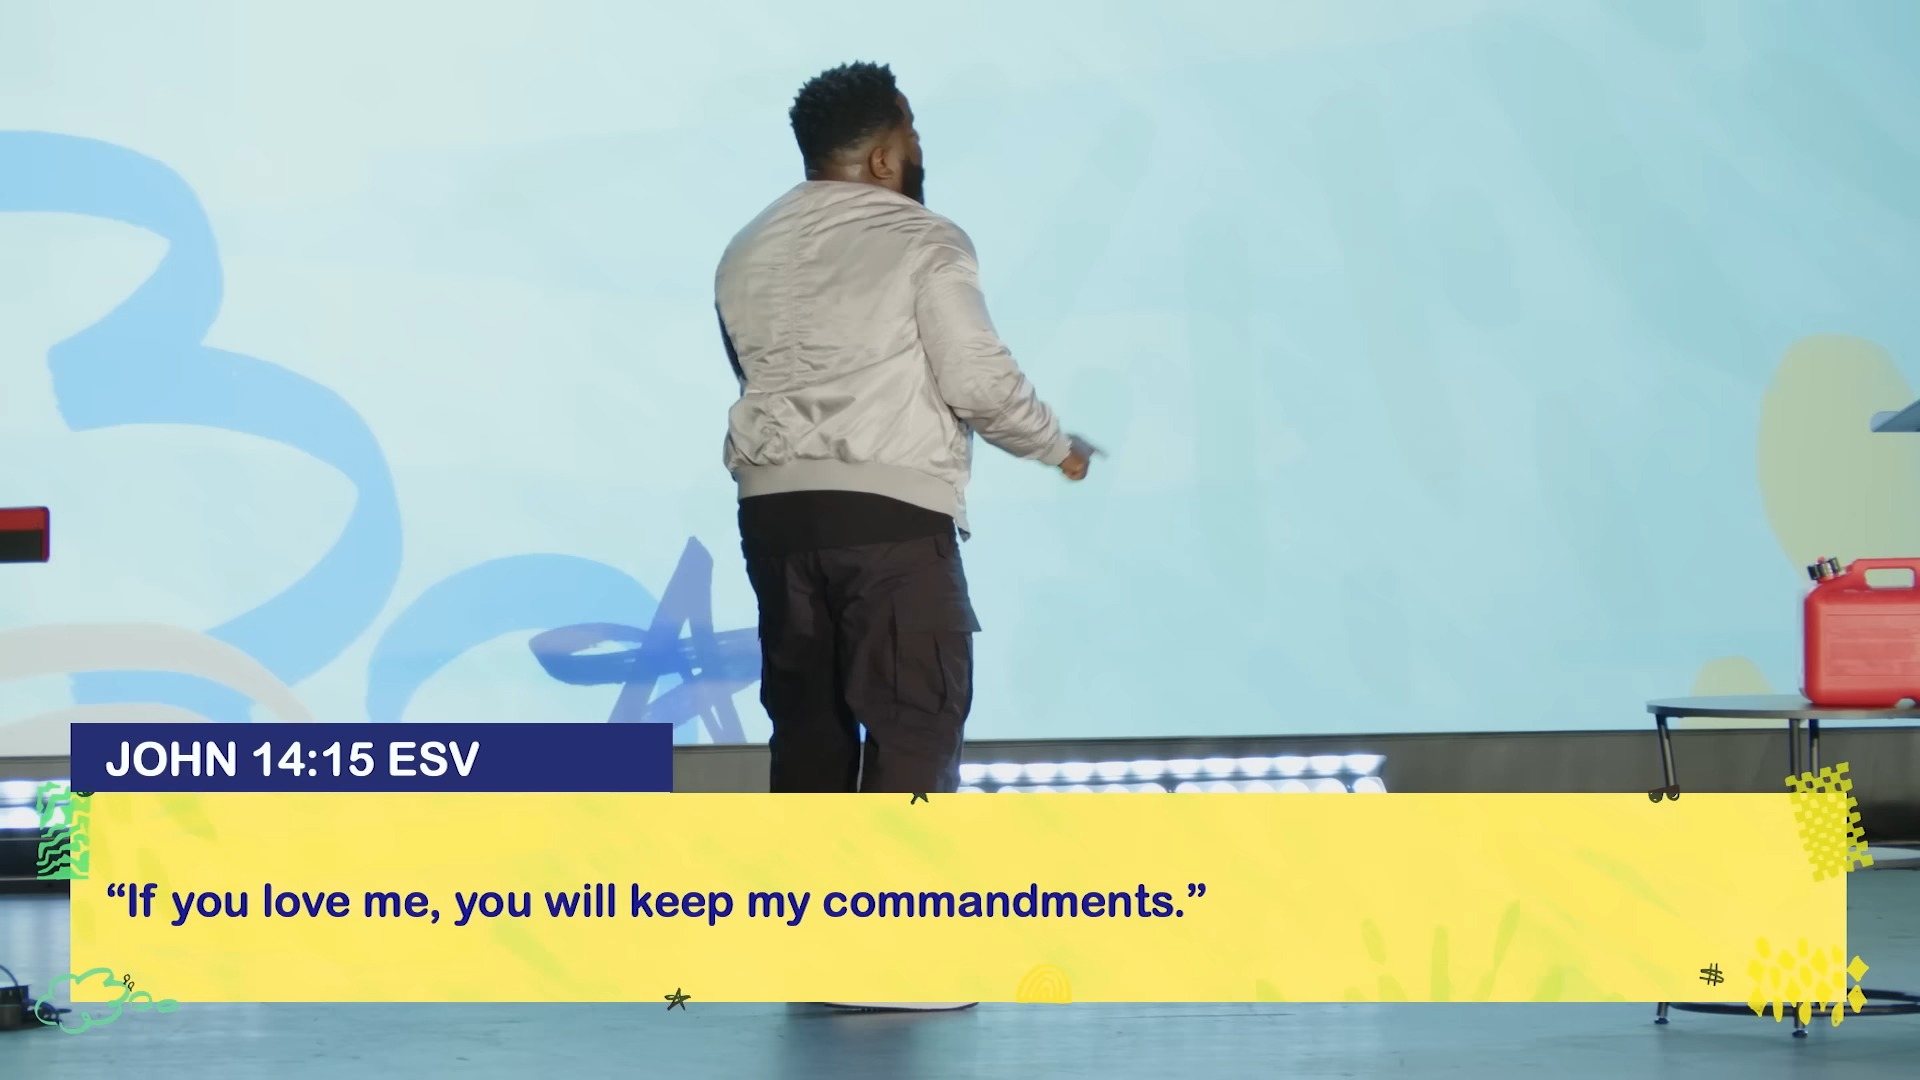 JOHN 14:15 ESV
“If you love me, you will keep my commandments.”